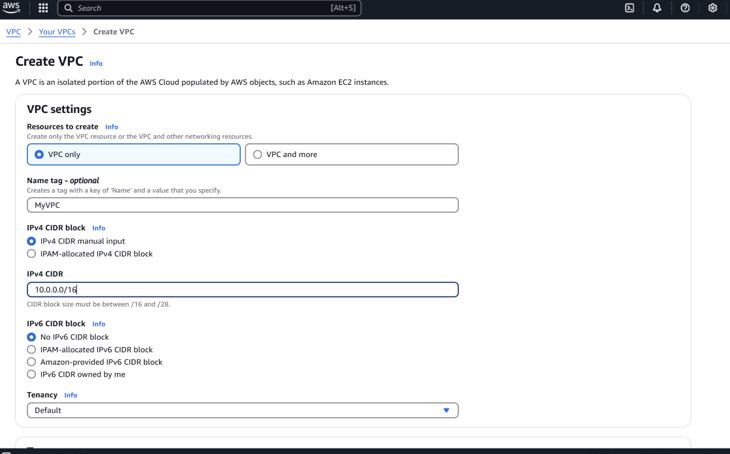 aws Search [Alt+S]
VPC > Your VPCs > Create VPC
Create VPC Info
A VPC is an isolated portion of the AWS Cloud populated by AWS objects, such as Amazon EC2 instances.
VPC settings
Resources to create Info
Create only the VPC resource or the VPC and other networking resources.
VPC only VPC and more
Name tag - optional
Creates a tag with a key of 'Name' and a value that you specify.
MyVPC
IPv4 CIDR block Info
IPv4 CIDR manual input
IPAM-allocated IPv4 CIDR block
IPv4 CIDR
10.0.0.0/16
CIDR block size must be between /16 and /28.
IPv6 CIDR block Info
No IPv6 CIDR block
IPAM-allocated IPv6 CIDR block
Amazon-provided IPv6 CIDR block
IPv6 CIDR owned by me
Tenancy Info
Default